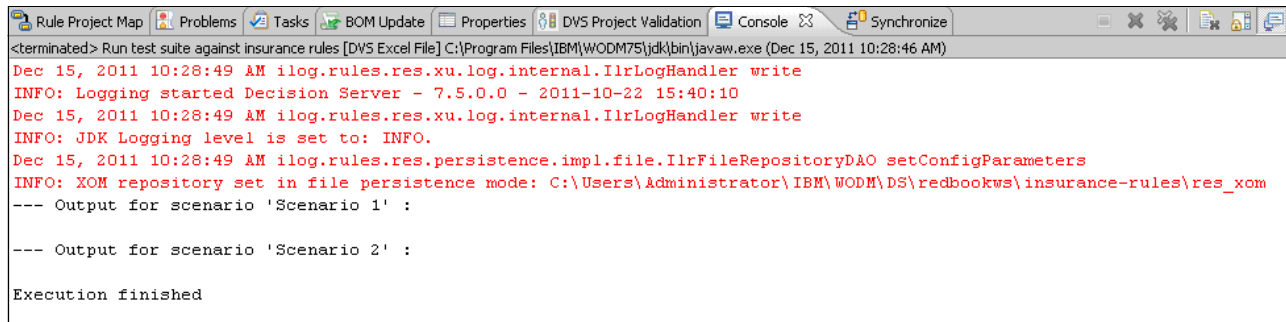 Rule Project Map Problems Tasks BOM Update Properties DVS Project Validation Console Synchronize
<terminated> Run test suite against insurance rules [DVS Excel File] C:\Program Files\IBM\WODM75\jdk\bin\javaw.exe (Dec 15, 2011 10:28:46 AM)
Dec 15, 2011 10:28:49 AM ilog.rules.res.xu.log.internal.IlrLogHandler write
INFO: Logging started Decision Server - 7.5.0.0 - 2011-10-22 15:40:10
Dec 15, 2011 10:28:49 AM ilog.rules.res.xu.log.internal.IlrLogHandler write
INFO: JDK Logging level is set to: INFO.
Dec 15, 2011 10:28:49 AM ilog.rules.res.persistence.impl.file.IlrFileRepositoryDAO setConfigParameters
INFO: XOM repository set in file persistence mode: C:\Users\Administrator\IBM\WODM\DS\redbookws\insurance-rules\res_xom
--- Output for scenario 'Scenario 1' :
--- Output for scenario 'Scenario 2' :
Execution finished